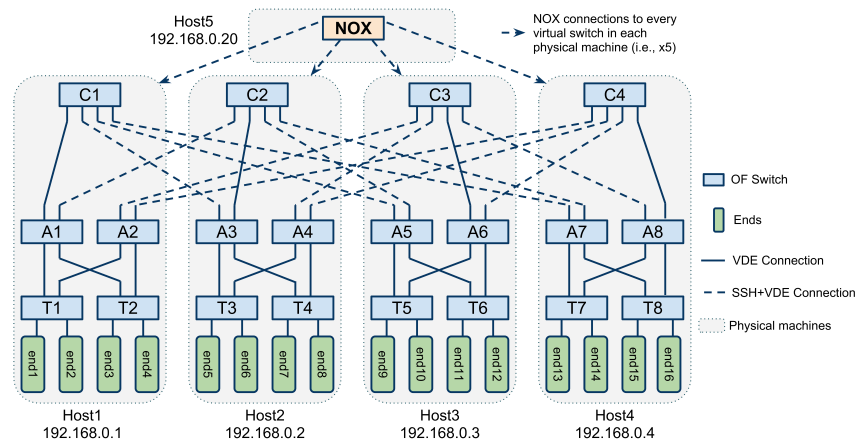 Host5
192.168.0.20
NOX
NOX connections to every
virtual switch in each
physical machine (i.e., x5)
C1
C2
C3
C4
OF Switch
Ends
VDE Connection
SSH+VDE Connection
Physical machines
A1
A2
A3
A4
A5
A6
A7
A8
T1
T2
T3
T4
T5
T6
T7
T8
end1
end2
end3
end4
end5
end6
end7
end8
end9
end10
end11
end12
end13
end14
end15
end16
Host1
192.168.0.1
Host2
192.168.0.2
Host3
192.168.0.3
Host4
192.168.0.4